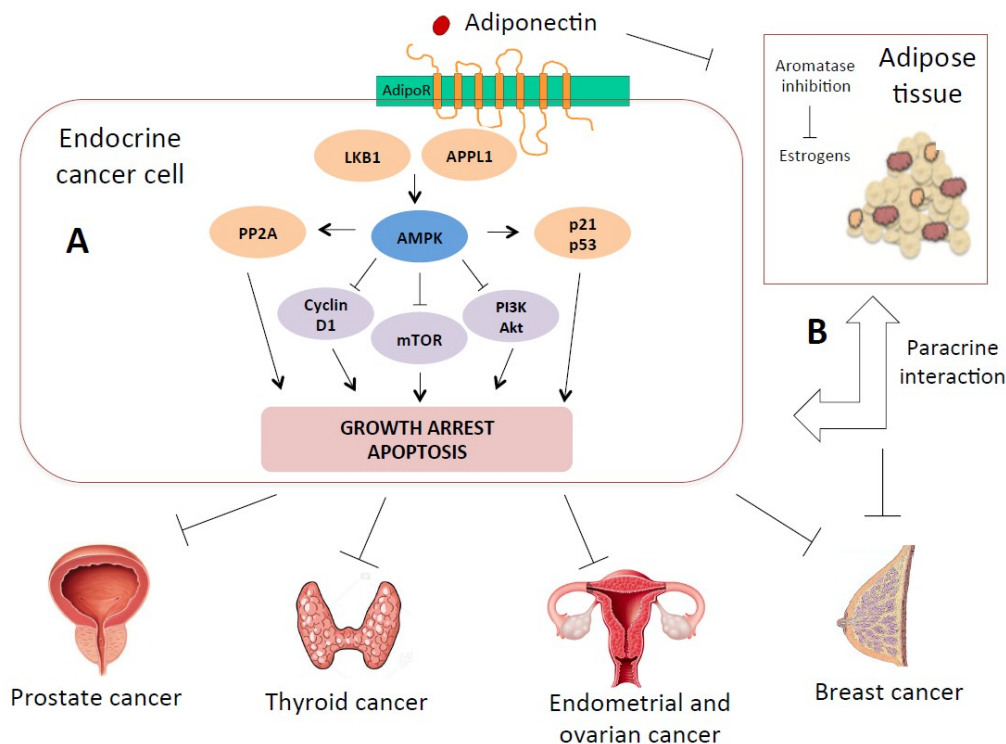 Adiponectin
AdipoR
Endocrine
cancer cell
A
LKB1
APPL1
PP2A
AMPK
p21
p53
Cyclin
D1
mTOR
PI3K
Akt
GROWTH ARREST
APOPTOSIS
Aromatase
inhibition
Estrogens
Adipose
tissue
B
Paracrine
interaction
Prostate cancer
Thyroid cancer
Endometrial and
ovarian cancer
Breast cancer